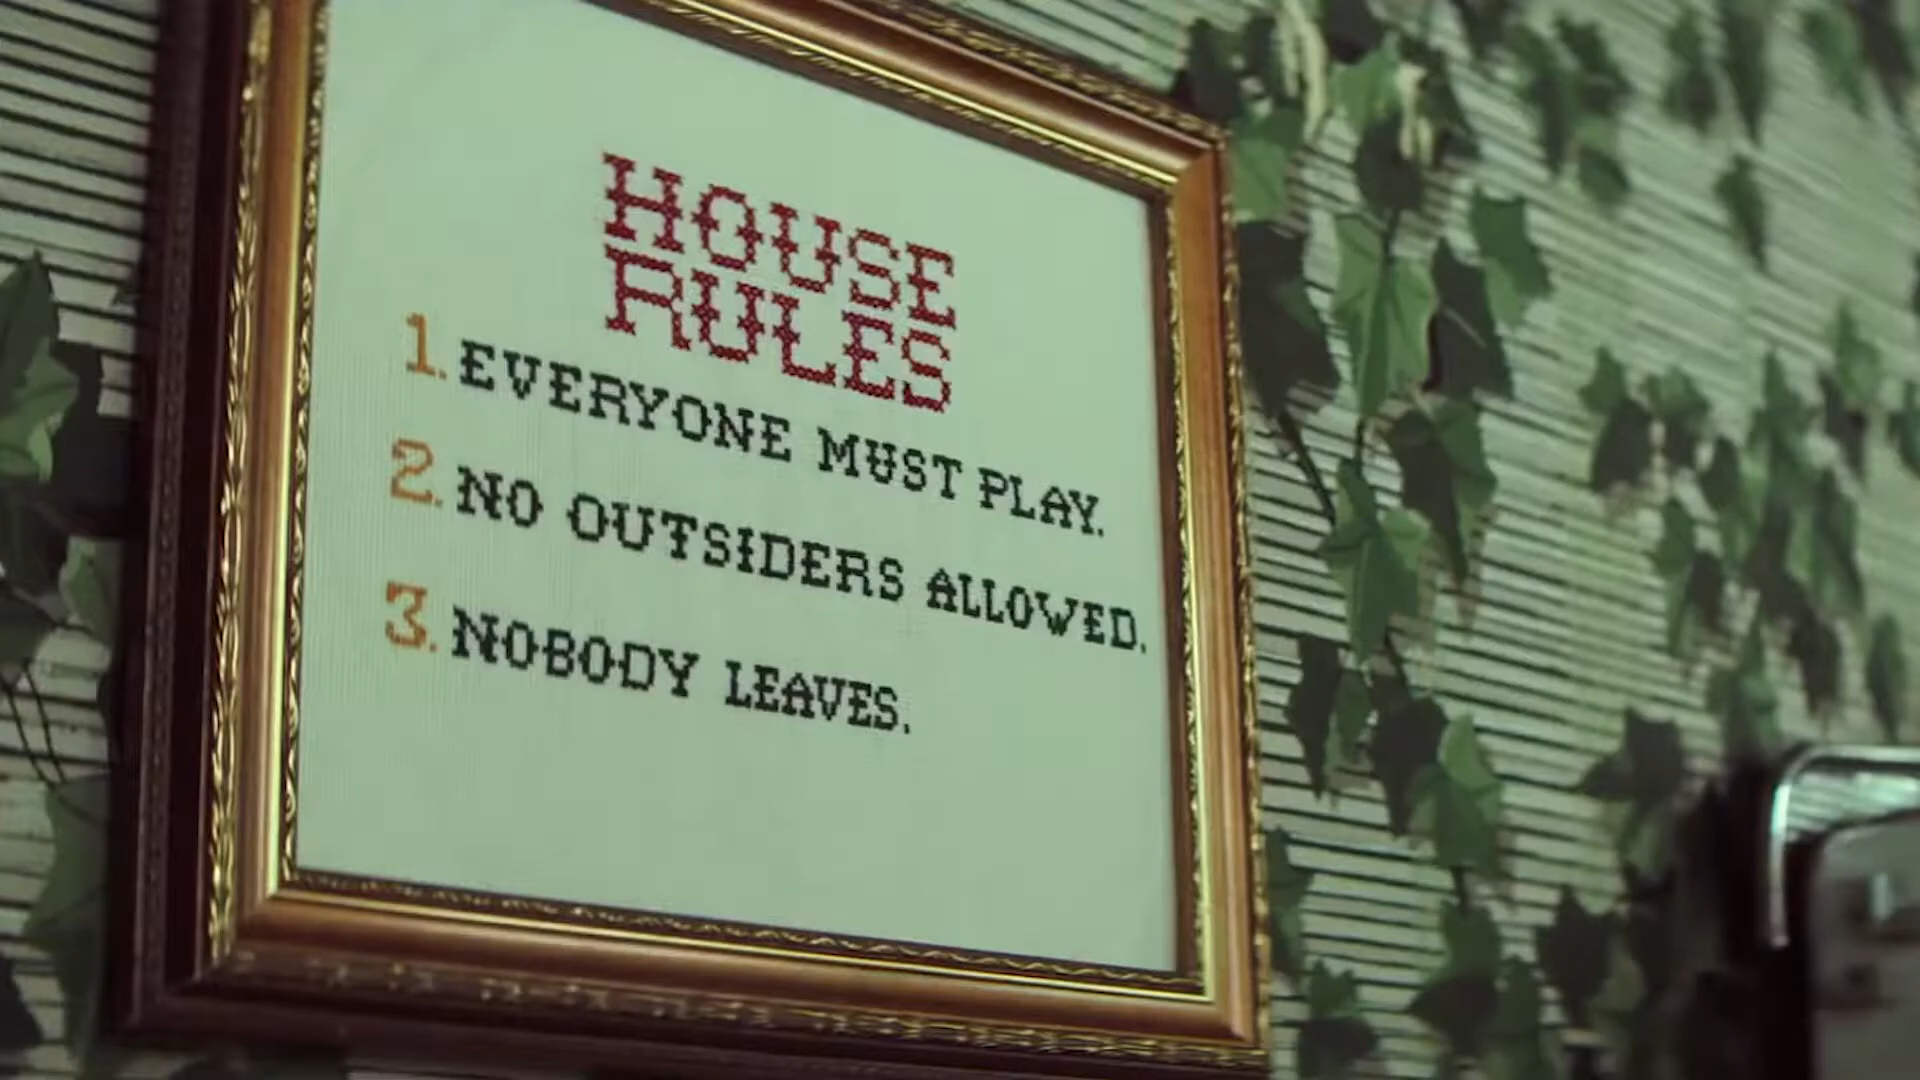 HOUSE
RULES
1. EVERYONE MUST PLAY.
2. NO OUTSIDERS ALLOWED.
3. NOBODY LEAVES.